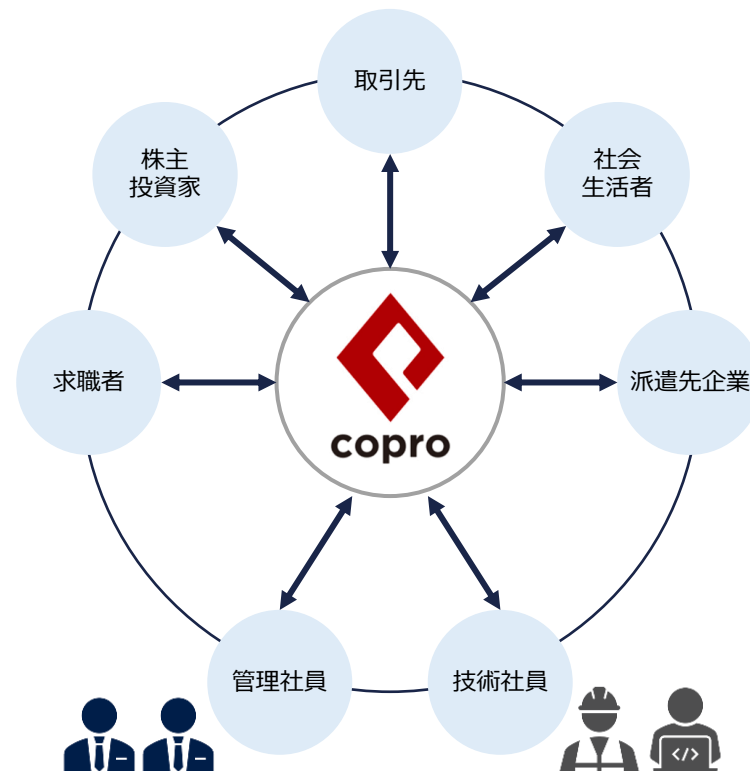 取引先
株主
投資家
社会
生活者
求職者
派遣先企業
copro
管理社員
技術社員
</>